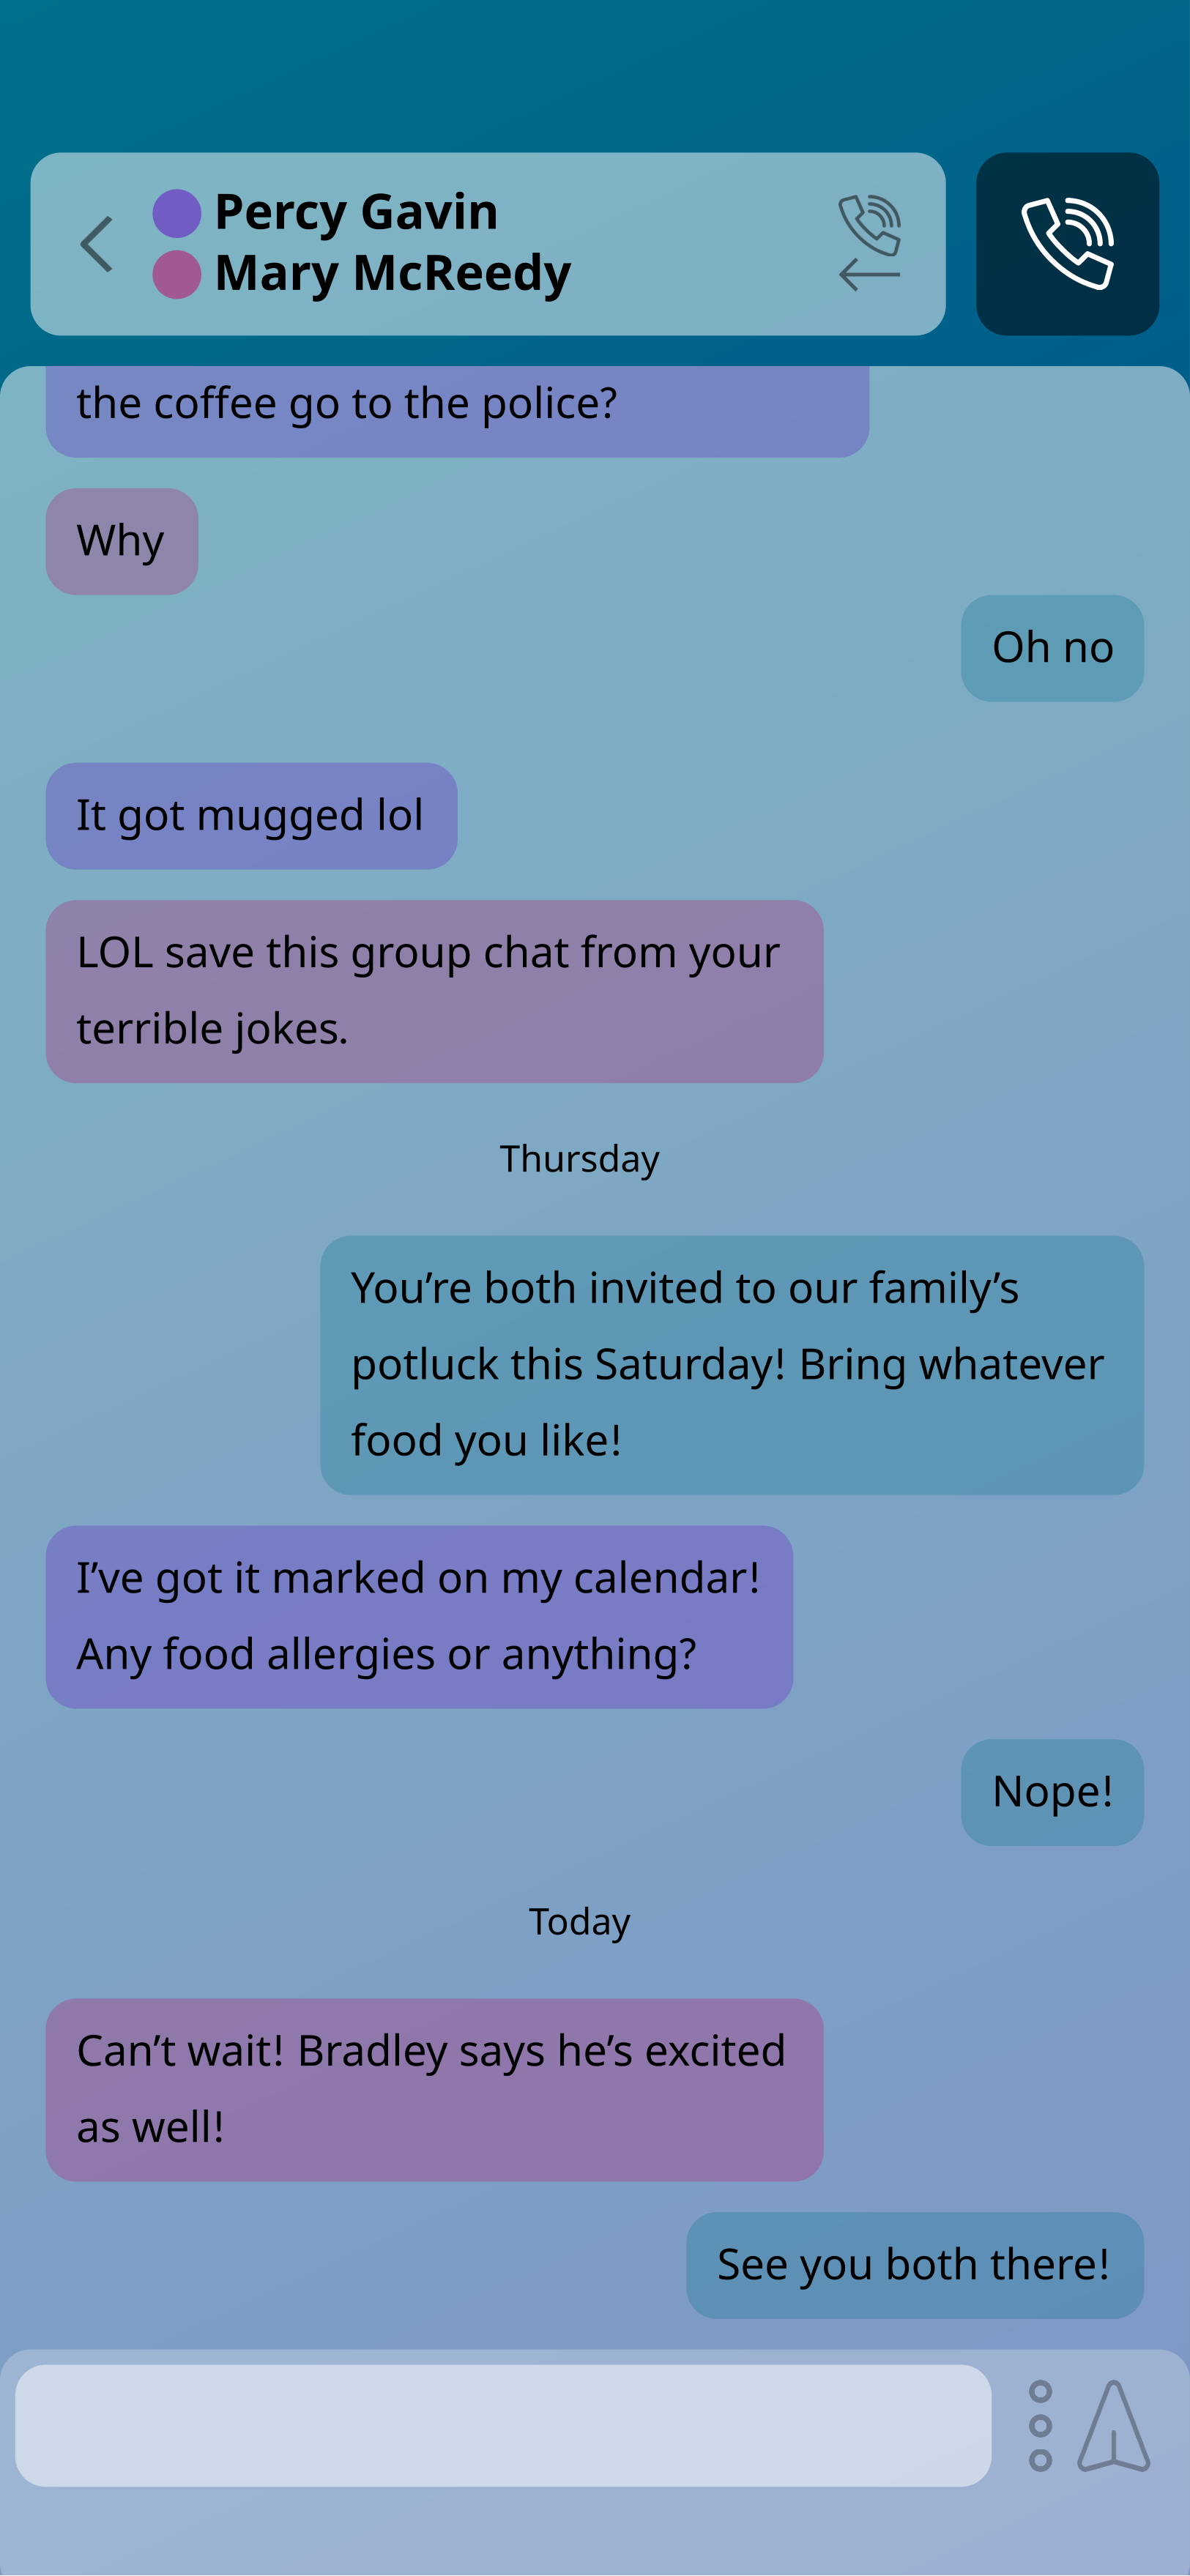 Percy Gavin
Mary McReedy
the coffee go to the police?
Why
Oh no
It got mugged lol
LOL save this group chat from your
terrible jokes.
Thursday
You’re both invited to our family’s
potluck this Saturday! Bring whatever
food you like!
I’ve got it marked on my calendar!
Any food allergies or anything?
Nope!
Today
Can’t wait! Bradley says he’s excited
as well!
See you both there!